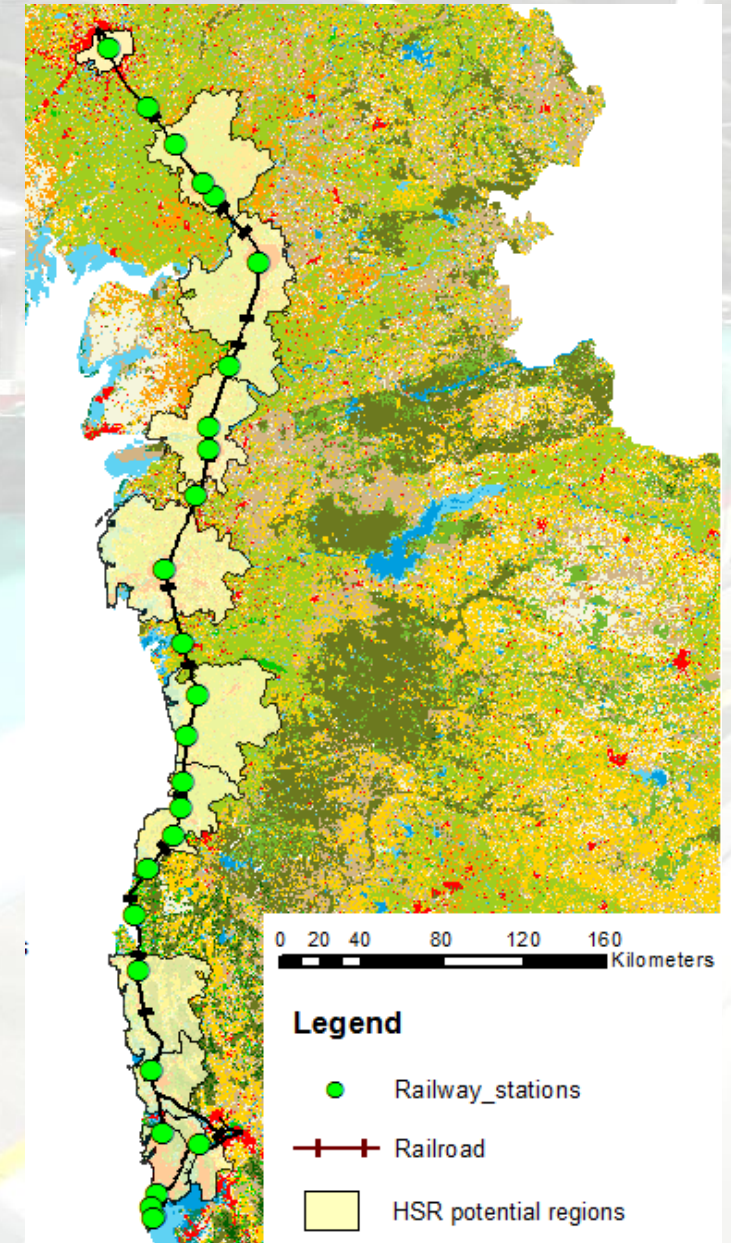 s
0 20 40 80 120 160
Kilometers
Legend
Railway_stations
Railroad
HSR potential regions